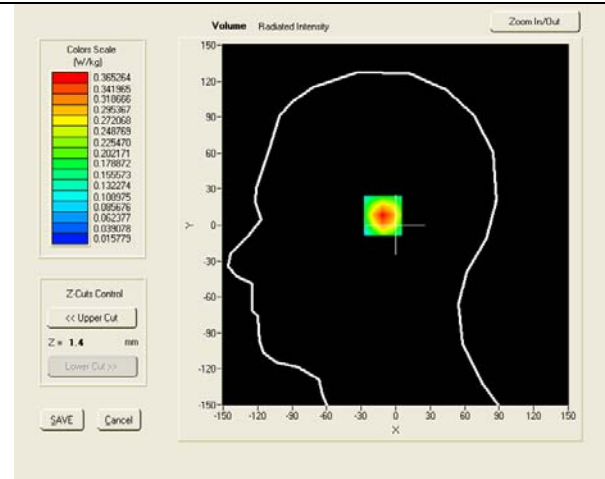 Volume Radiated Intensity
Zoom In/Out
Colors Scale
(W/kg)
0.365264
0.341965
0.318666
0.295367
0.272068
0.248769
0.225470
0.202171
0.178872
0.155573
0.132274
0.108975
0.085676
0.062377
0.039078
0.015779
Z-Cuts Control
<< Upper Cut
Z = 1.4 mm
Lower Cut >>
SAVE Cancel
150
120
90
60
30
0
-30
-60
-90
-120
-150
Y
-150 -120 -90 -60 -30 0 30 60 90 120 150
X